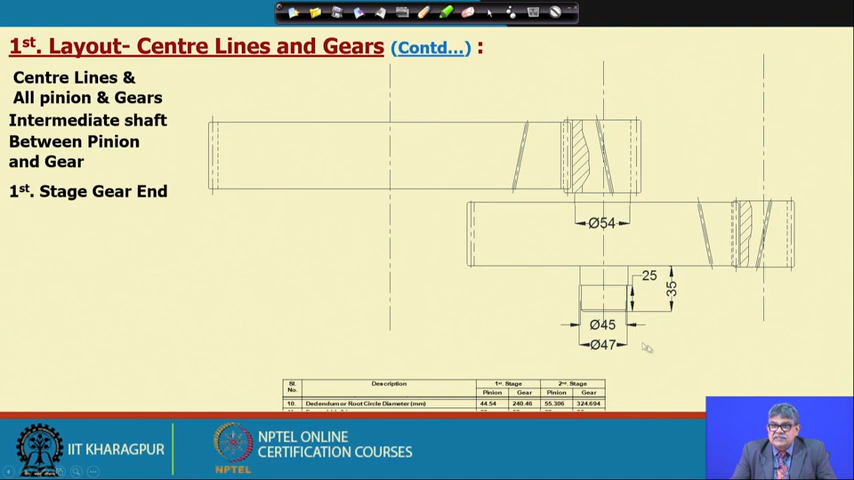 1st. Layout- Centre Lines and Gears (Contd...) :
Centre Lines &
All pinion & Gears
Intermediate shaft
Between Pinion
and Gear
1st. Stage Gear End
Ø54
25
35
Ø45
Ø47
Sl. No. Description 1st. Stage 2nd. Stage
Pinion Gear Pinion Gear
10. Dedendum or Root Circle Diameter (mm) 44.54 240.46 55.306 324.694
IIT KHARAGPUR
NPTEL
NPTEL ONLINE
CERTIFICATION COURSES